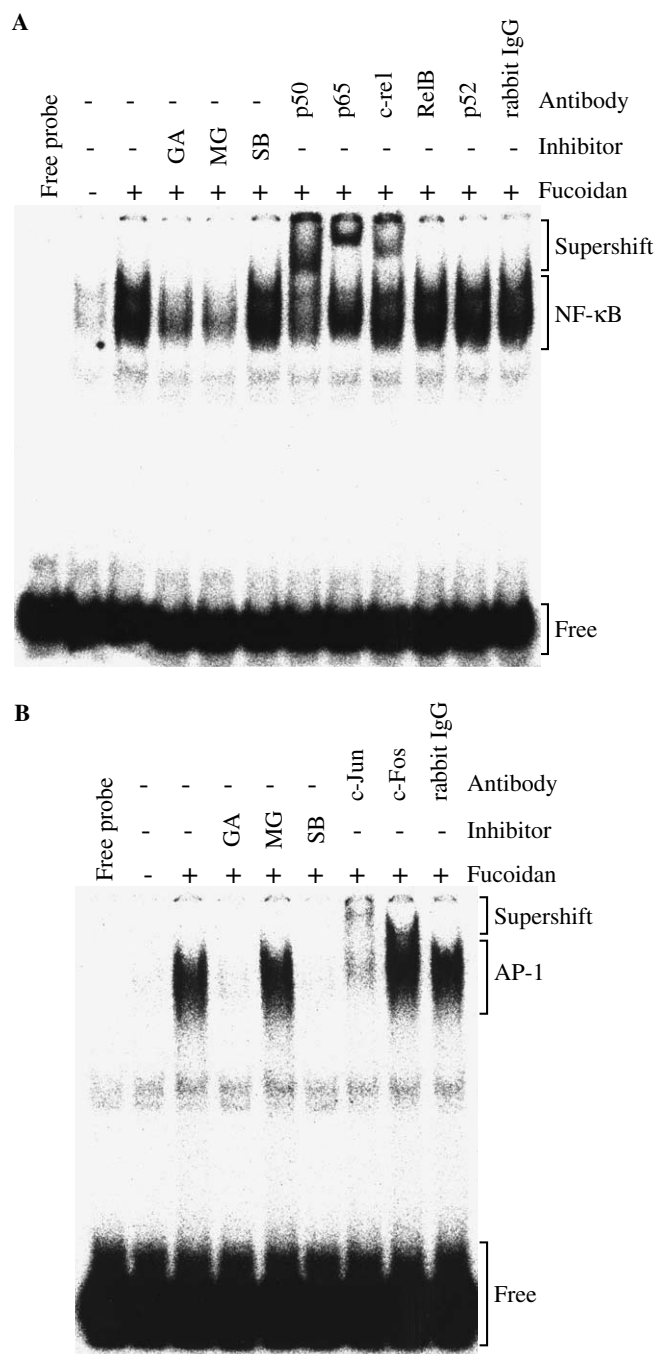 A
Free probe - - - - - p50 p65 c-rel RelB p52 rabbit IgG Antibody
- - GA MG SB - - - - - - Inhibitor
- + + + + + + + + + + Fucoidan
Supershift
NF-κB
Free
B
Free probe - - - - - c-Jun c-Fos rabbit IgG Antibody
- - GA MG SB - - - Inhibitor
- + + + + + + + Fucoidan
Supershift
AP-1
Free